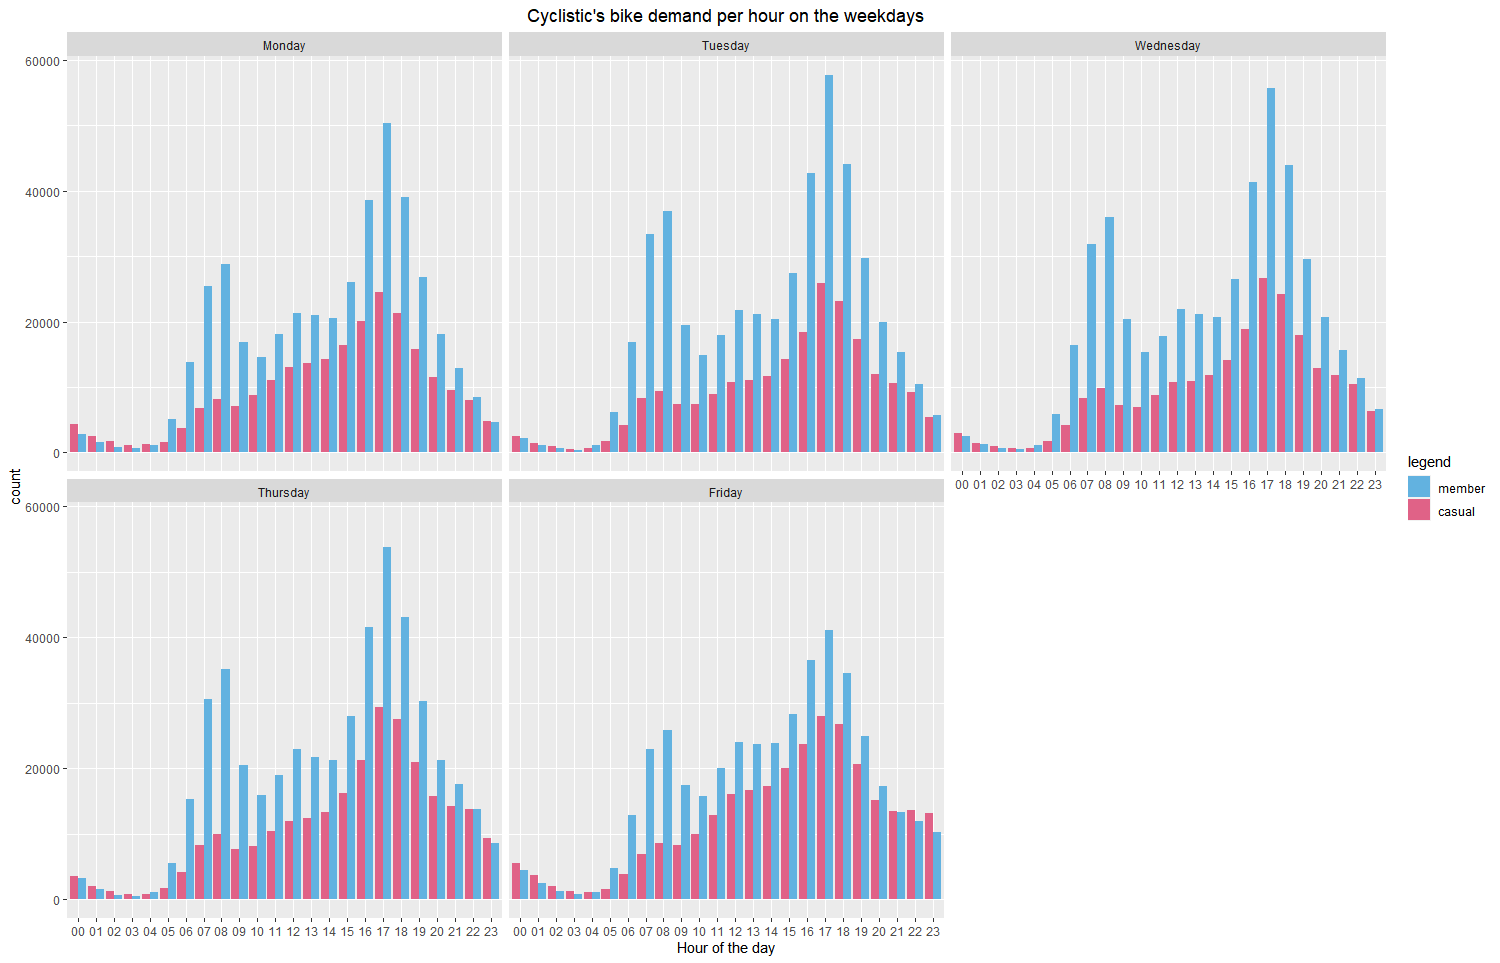 Cyclistic's bike demand per hour on the weekdays
Monday
Tuesday
Wednesday
60000
40000
20000
0
00 01 02 03 04 05 06 07 08 09 10 11 12 13 14 15 16 17 18 19 20 21 22 23
count
legend
member
casual
Thursday
Friday
60000
40000
20000
0
00 01 02 03 04 05 06 07 08 09 10 11 12 13 14 15 16 17 18 19 20 21 22 23
00 01 02 03 04 05 06 07 08 09 10 11 12 13 14 15 16 17 18 19 20 21 22 23
Hour of the day